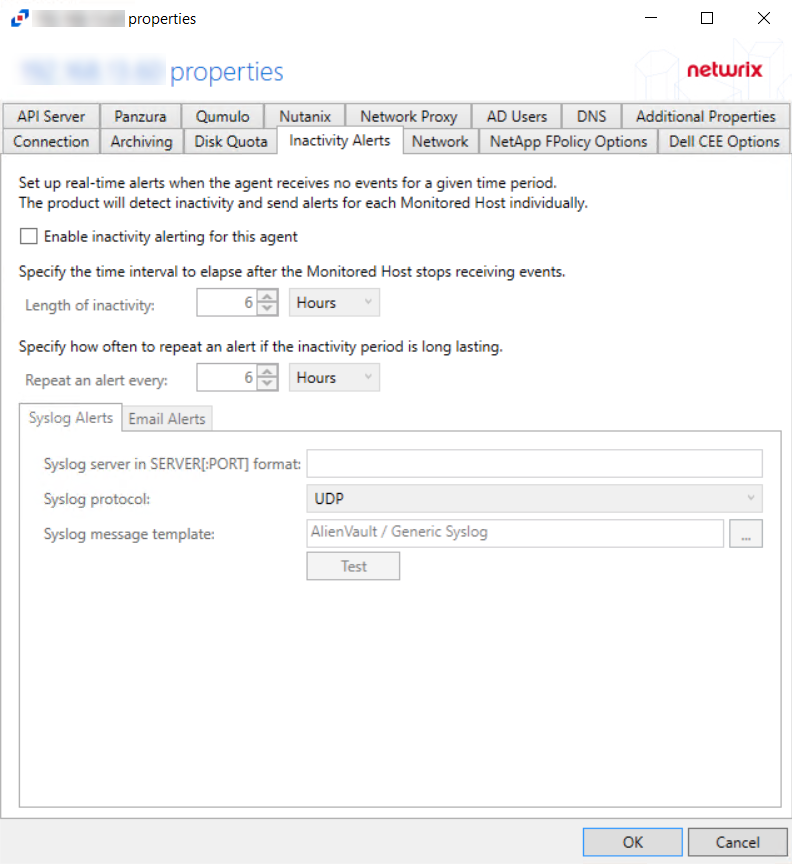 properties
properties
netwrix
API Server Panzura Qumulo Nutanix Network Proxy AD Users DNS Additional Properties
Connection Archiving Disk Quota Inactivity Alerts Network NetApp FPolicy Options Dell CEE Options
Set up real-time alerts when the agent receives no events for a given time period.
The product will detect inactivity and send alerts for each Monitored Host individually.
Enable inactivity alerting for this agent
Specify the time interval to elapse after the Monitored Host stops receiving events.
Length of inactivity: 6 Hours
Specify how often to repeat an alert if the inactivity period is long lasting.
Repeat an alert every: 6 Hours
Syslog Alerts Email Alerts
Syslog server in SERVER[:PORT] format:
Syslog protocol: UDP
Syslog message template: AlienVault / Generic Syslog ...
Test
OK Cancel